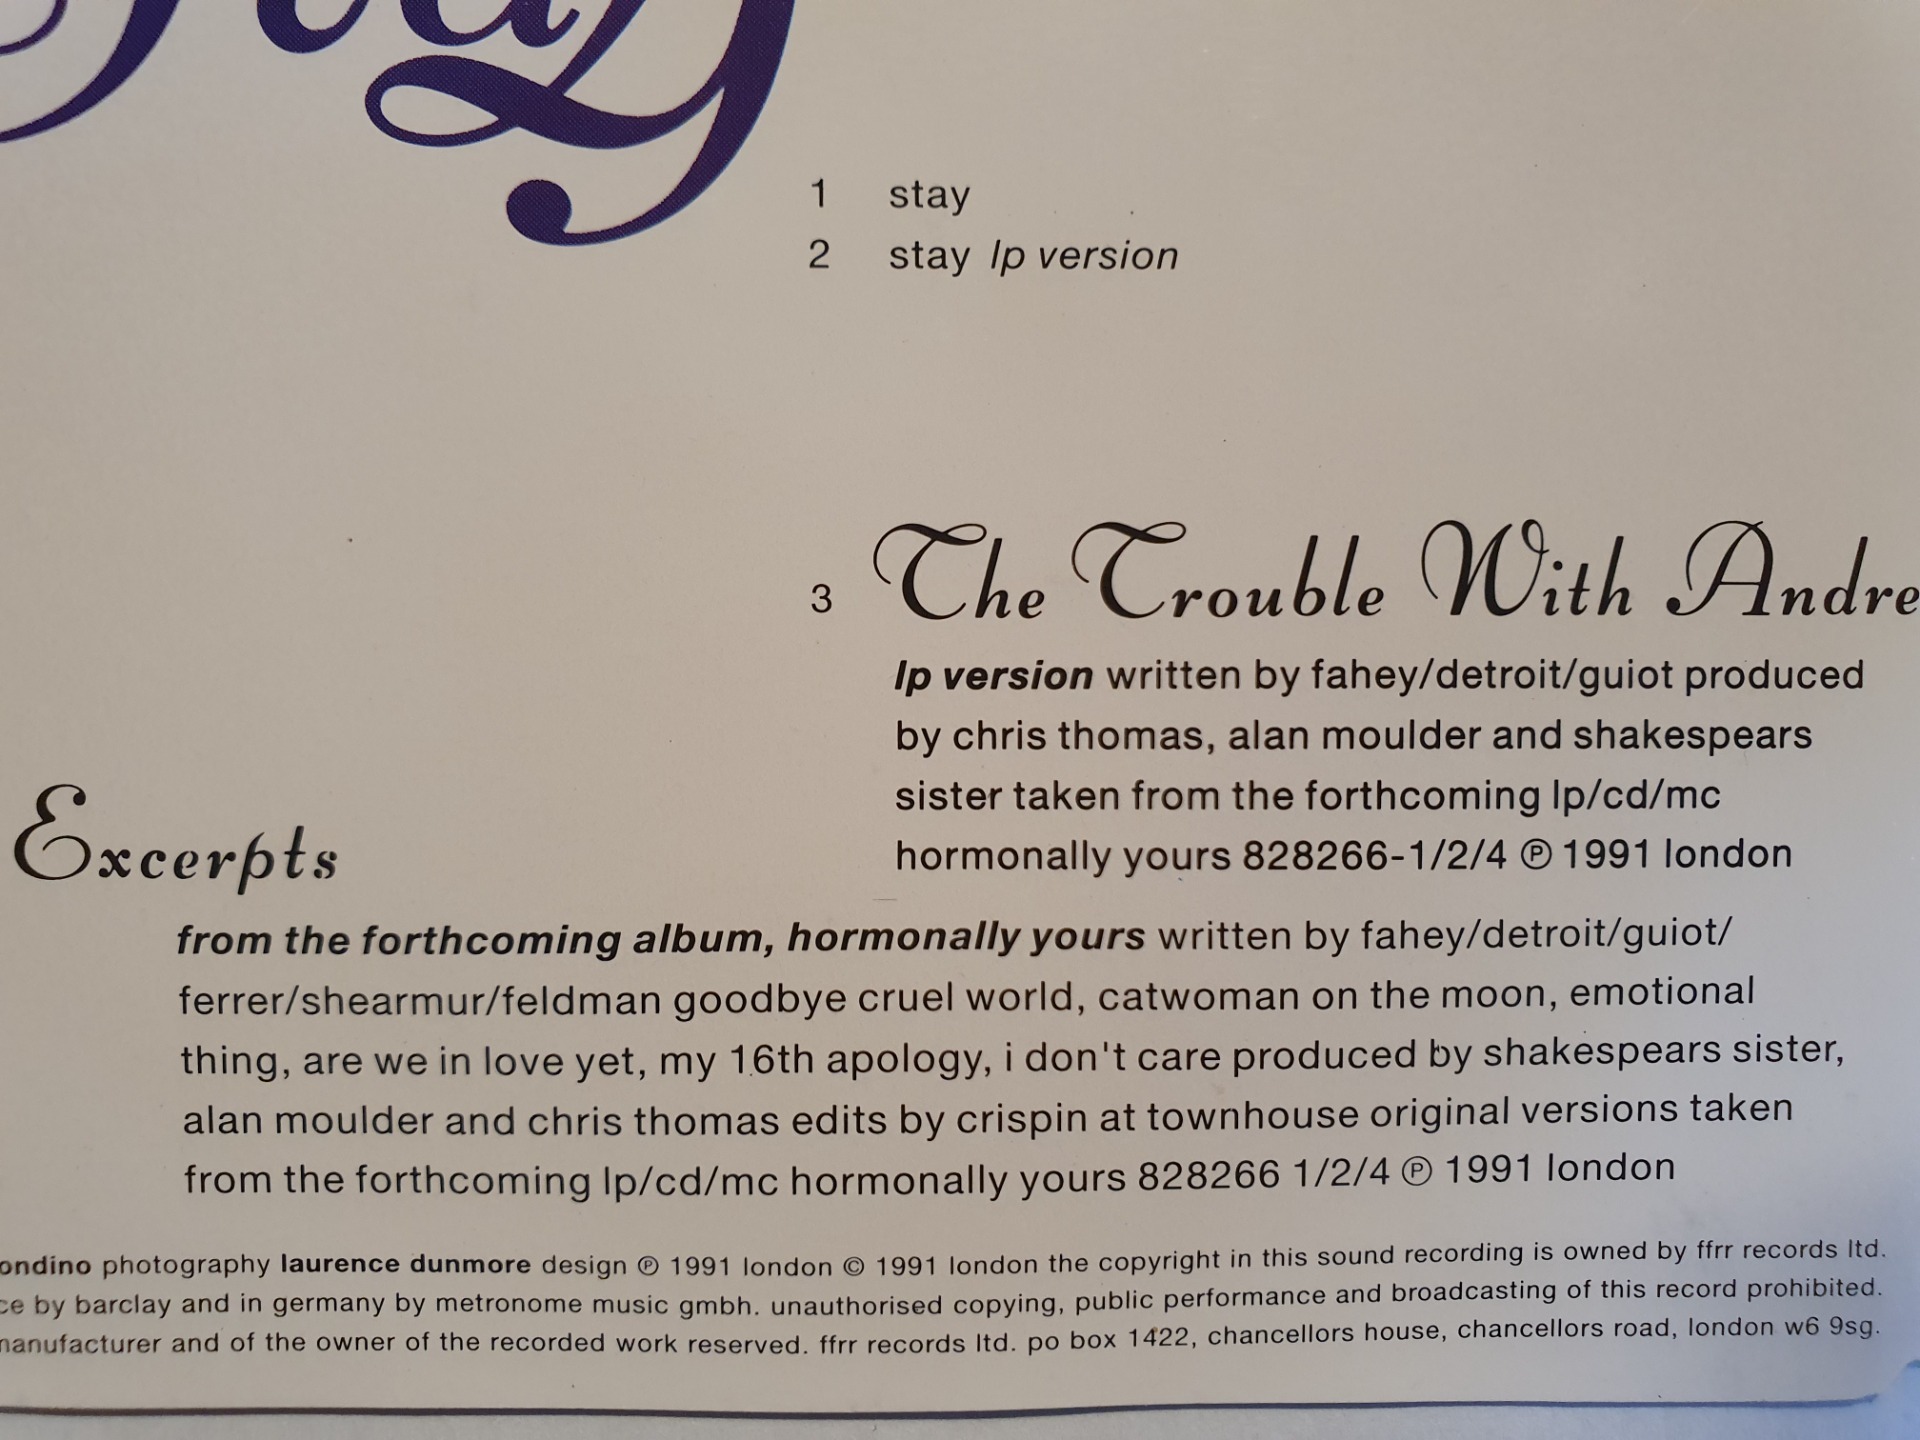 1 stay
2 stay lp version
3 The Trouble With Andre
lp version written by fahey/detroit/guiot produced
by chris thomas, alan moulder and shakespears
sister taken from the forthcoming lp/cd/mc
hormonally yours 828266-1/2/4 ℗ 1991 london
Excerpts
from the forthcoming album, hormonally yours written by fahey/detroit/guiot/
ferrer/shearmur/feldman goodbye cruel world, catwoman on the moon, emotional
thing, are we in love yet, my 16th apology, i don't care produced by shakespears sister,
alan moulder and chris thomas edits by crispin at townhouse original versions taken
from the forthcoming lp/cd/mc hormonally yours 828266 1/2/4 ℗ 1991 london
ondino photography laurence dunmore design ℗ 1991 london © 1991 london the copyright in this sound recording is owned by ffrr records ltd.
ce by barclay and in germany by metronome music gmbh. unauthorised copying, public performance and broadcasting of this record prohibited.
manufacturer and of the owner of the recorded work reserved. ffrr records ltd. po box 1422, chancellors house, chancellors road, london w6 9sg.